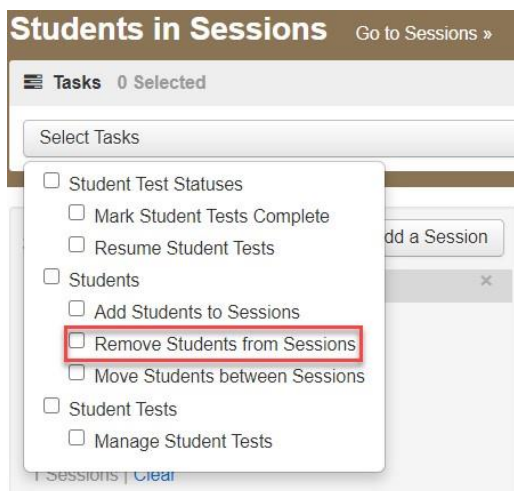 Students in Sessions Go to Sessions »
Tasks 0 Selected
Select Tasks
Student Test Statuses
Mark Student Tests Complete
Resume Student Tests
dd a Session
Students
Add Students to Sessions
Remove Students from Sessions
Move Students between Sessions
Student Tests
Manage Student Tests
1 Sessions | Clear